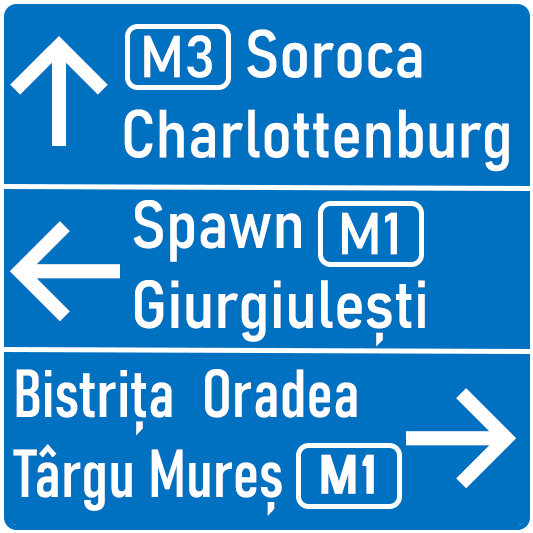 M3 Soroca
Charlottenburg
Spawn M1
Giurgiulești
Bistrița Oradea
Târgu Mureș M1